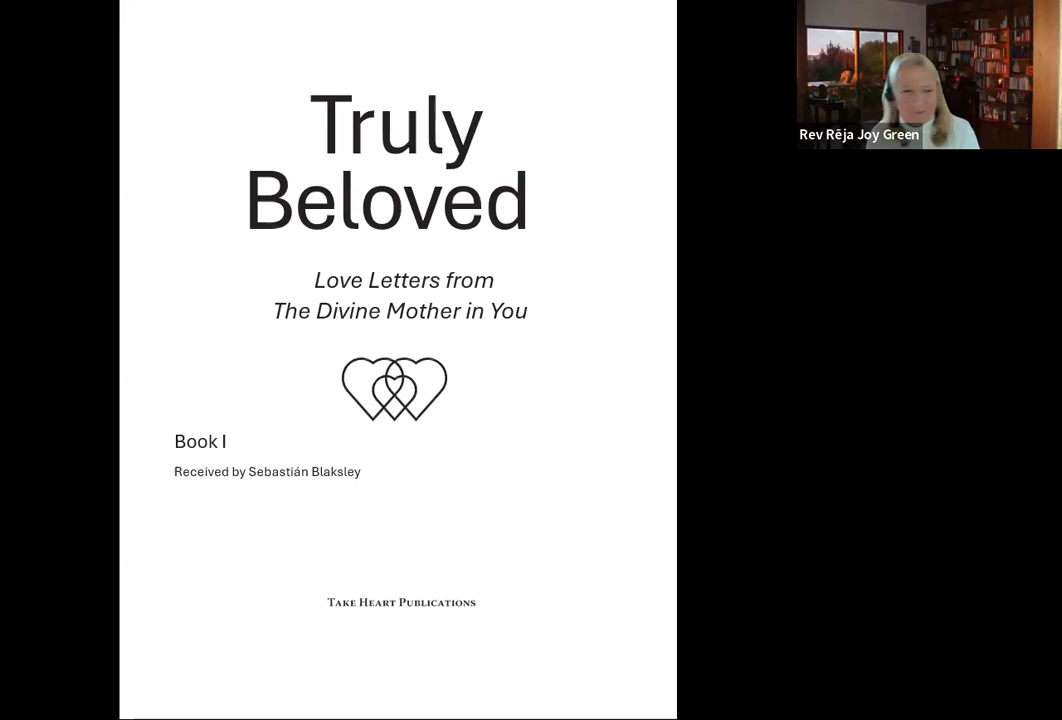 Truly
Beloved
Love Letters from
The Divine Mother in You
Book I
Received by Sebastián Blaksley
Take Heart Publications
Rev Rēja Joy Green